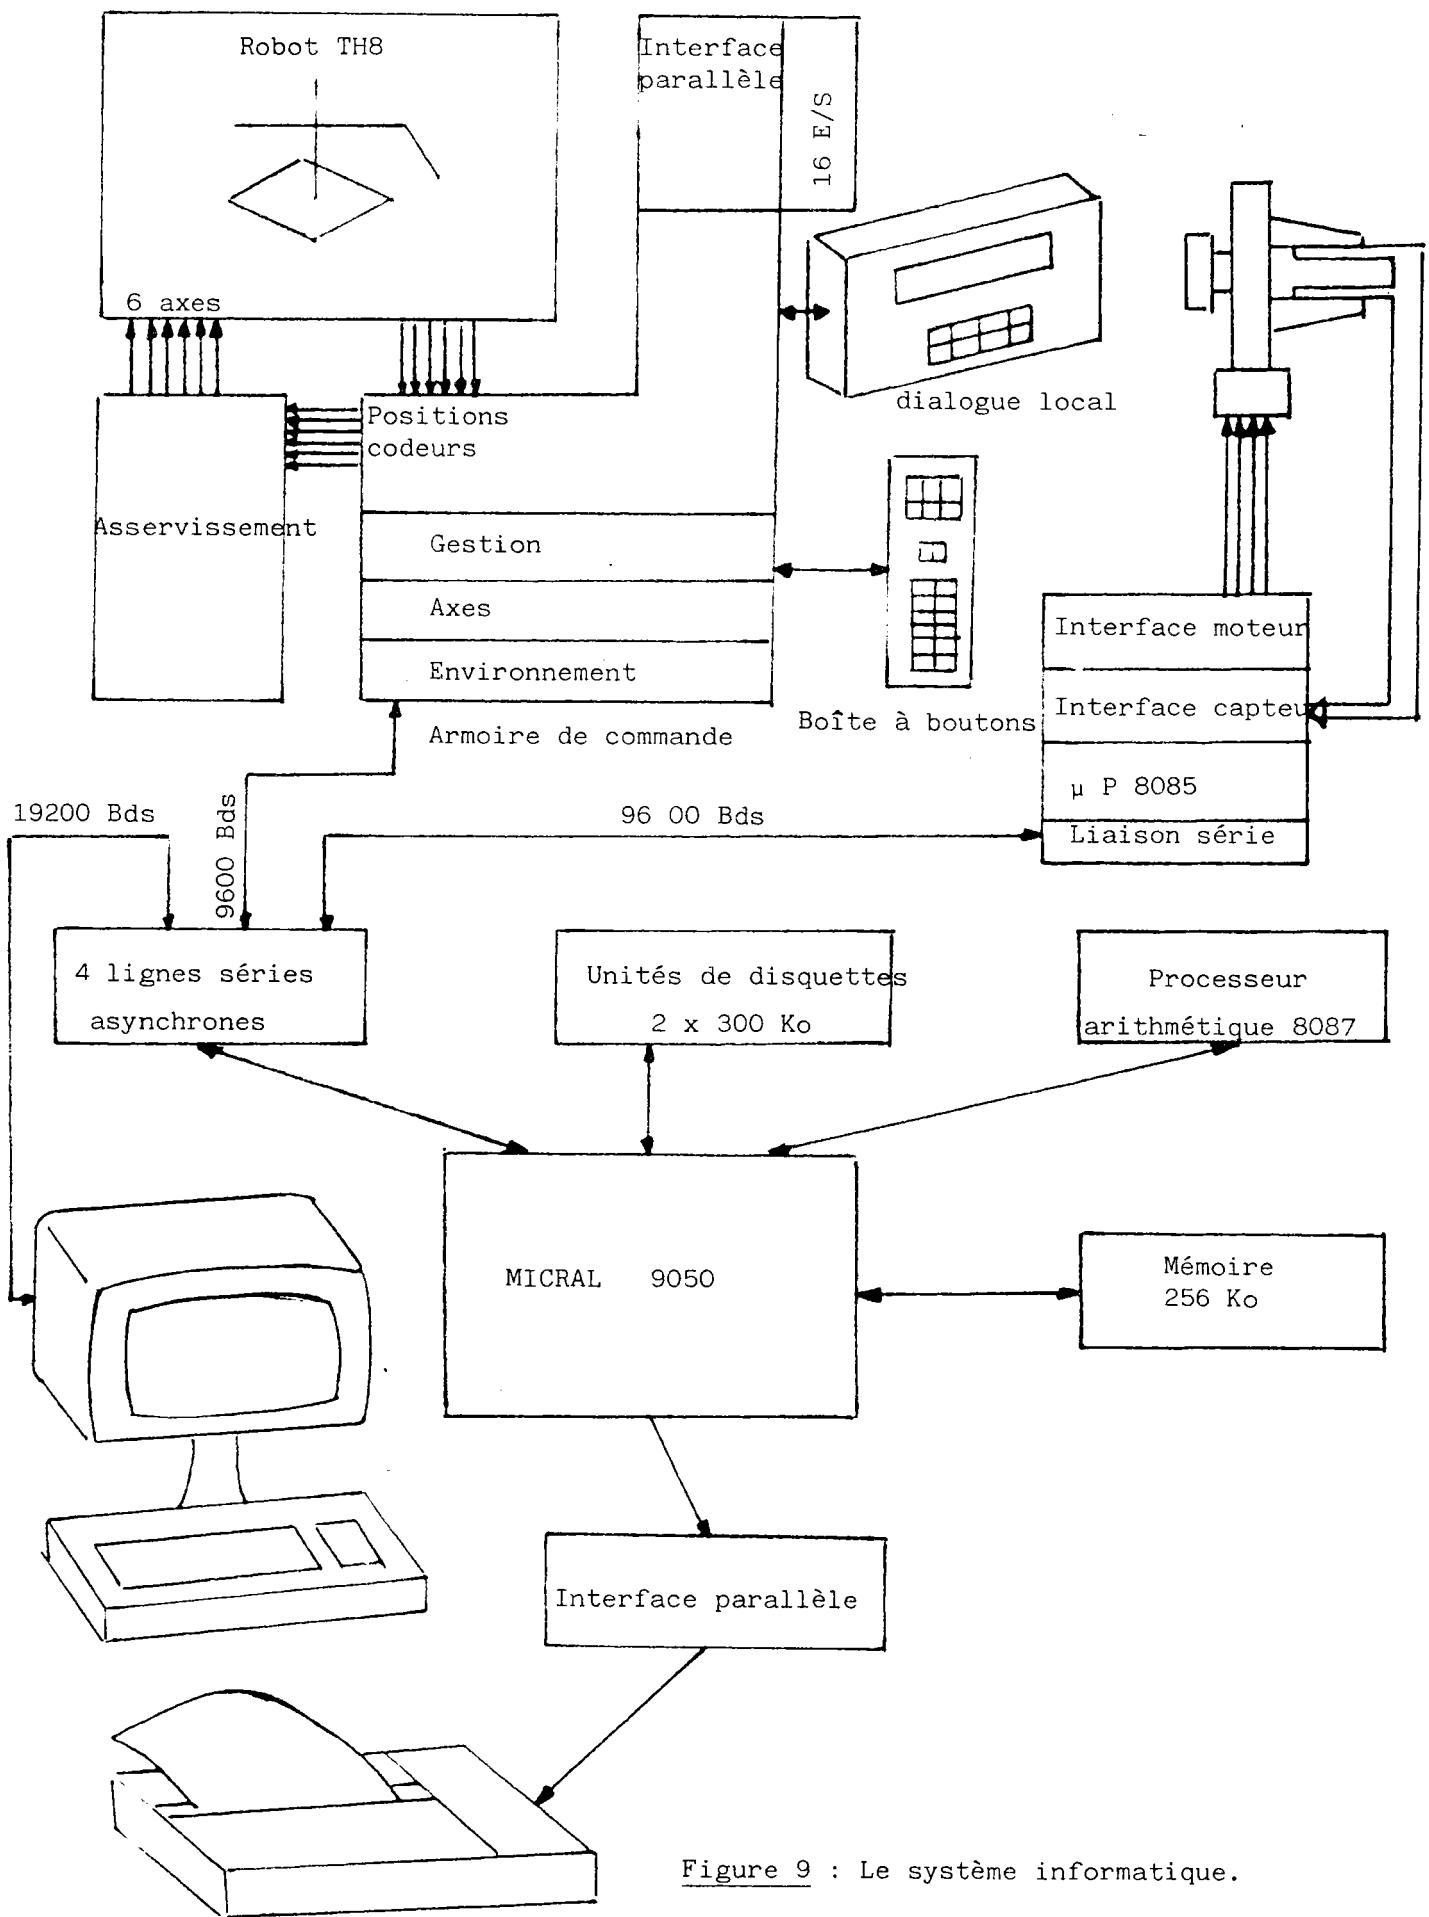 Robot TH8
Interface
parallèle
16 E/S
6 axes
dialogue local
Positions
codeurs
Asservissement
Gestion
Axes
Environnement
Armoire de commande
Boîte à boutons
Interface moteur
Interface capteu
µ P 8085
Liaison série
19200 Bds
9600 Bds
96 00 Bds
4 lignes séries
asynchrones
Unités de disquettes
2 x 300 Ko
Processeur
arithmétique 8087
MICRAL 9050
Mémoire
256 Ko
Interface parallèle
Figure 9 : Le système informatique.